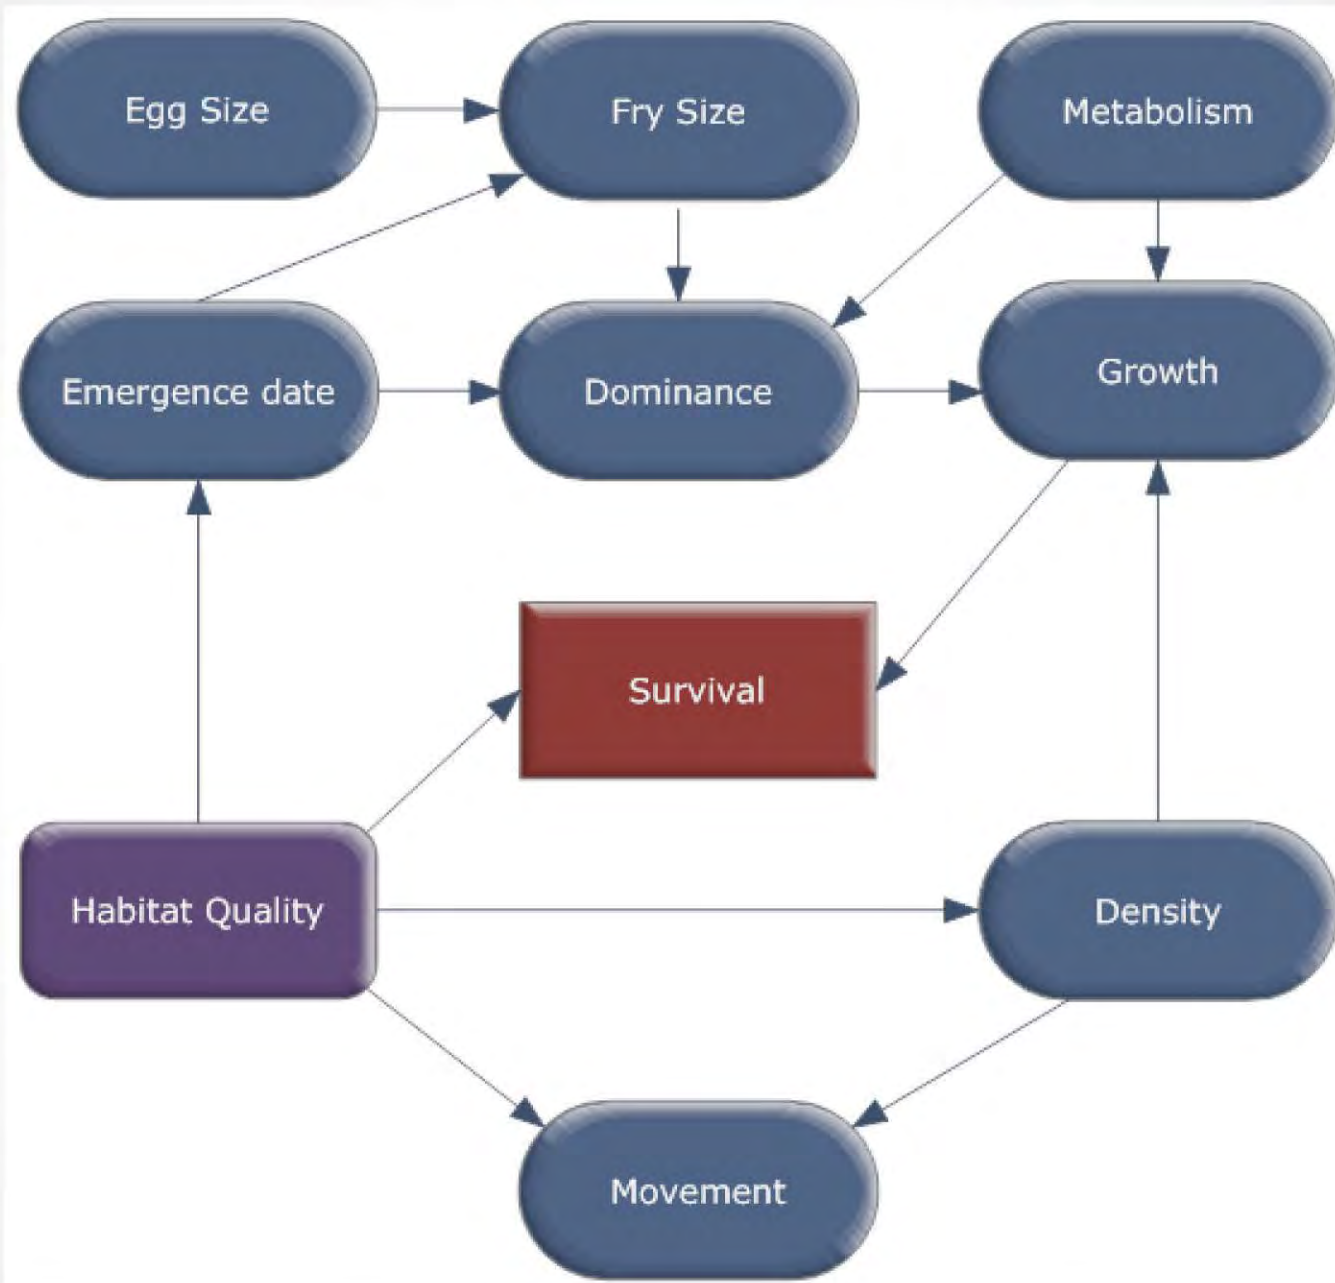 Egg Size
Fry Size
Metabolism
Emergence date
Dominance
Growth
Survival
Habitat Quality
Density
Movement